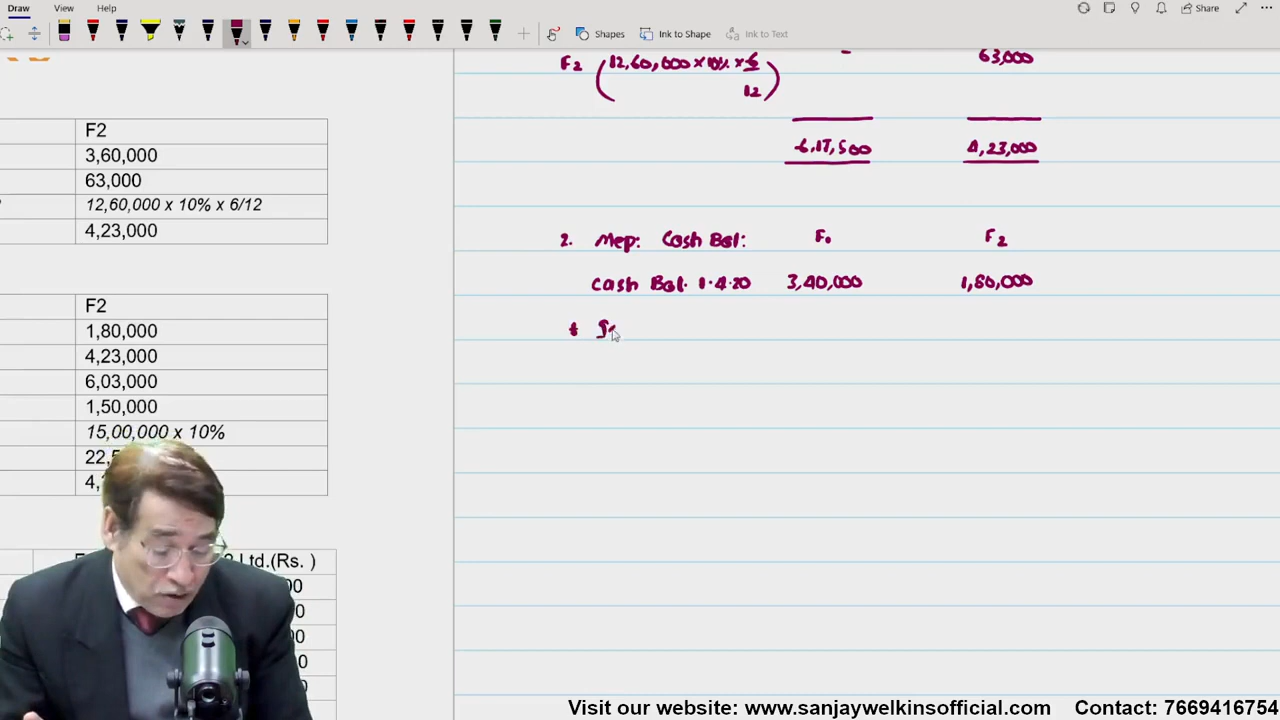 Draw View Help
Share
Shapes Ink to Shape Ink to Text
F2
3,60,000
63,000
12,60,000 x 10% x 6/12
4,23,000
F2
1,80,000
4,23,000
6,03,000
1,50,000
15,00,000 x 10%
Ltd.(Rs. )
F2 (12,60,000 x 10% x 6/12) - 63,000
6,17,500 4,23,000
2. Mep: Cash Bal: F1 F2
Cash Bal. 1.4.20 3,40,000 1,80,000
+
Visit our website: www.sanjaywelkinsofficial.com Contact: 7669416754